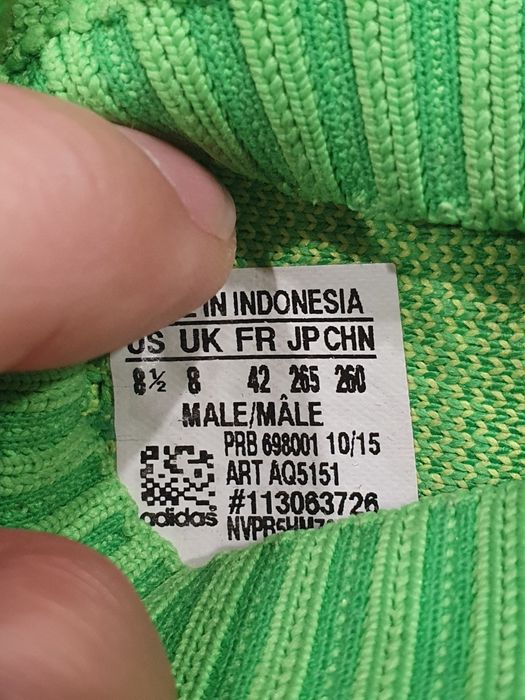 IN INDONESIA
US UK FR JP CHN
8½ 8 42 265 260
MALE/MÂLE
PRB 698001 10/15
ART AQ5151
#113063726
adidas